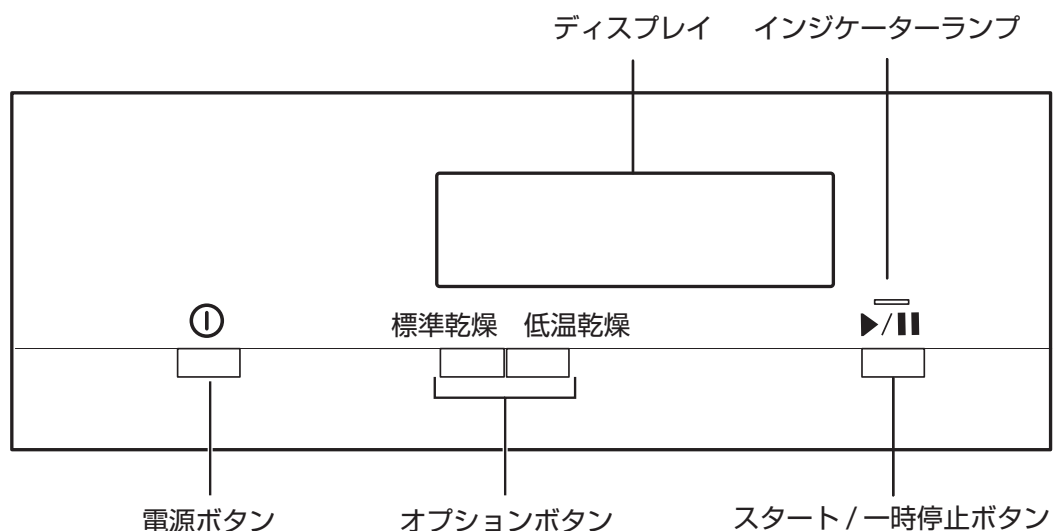 ディスプレイ インジケーターランプ
標準乾燥 低温乾燥
電源ボタン オプションボタン スタート / 一時停止ボタン